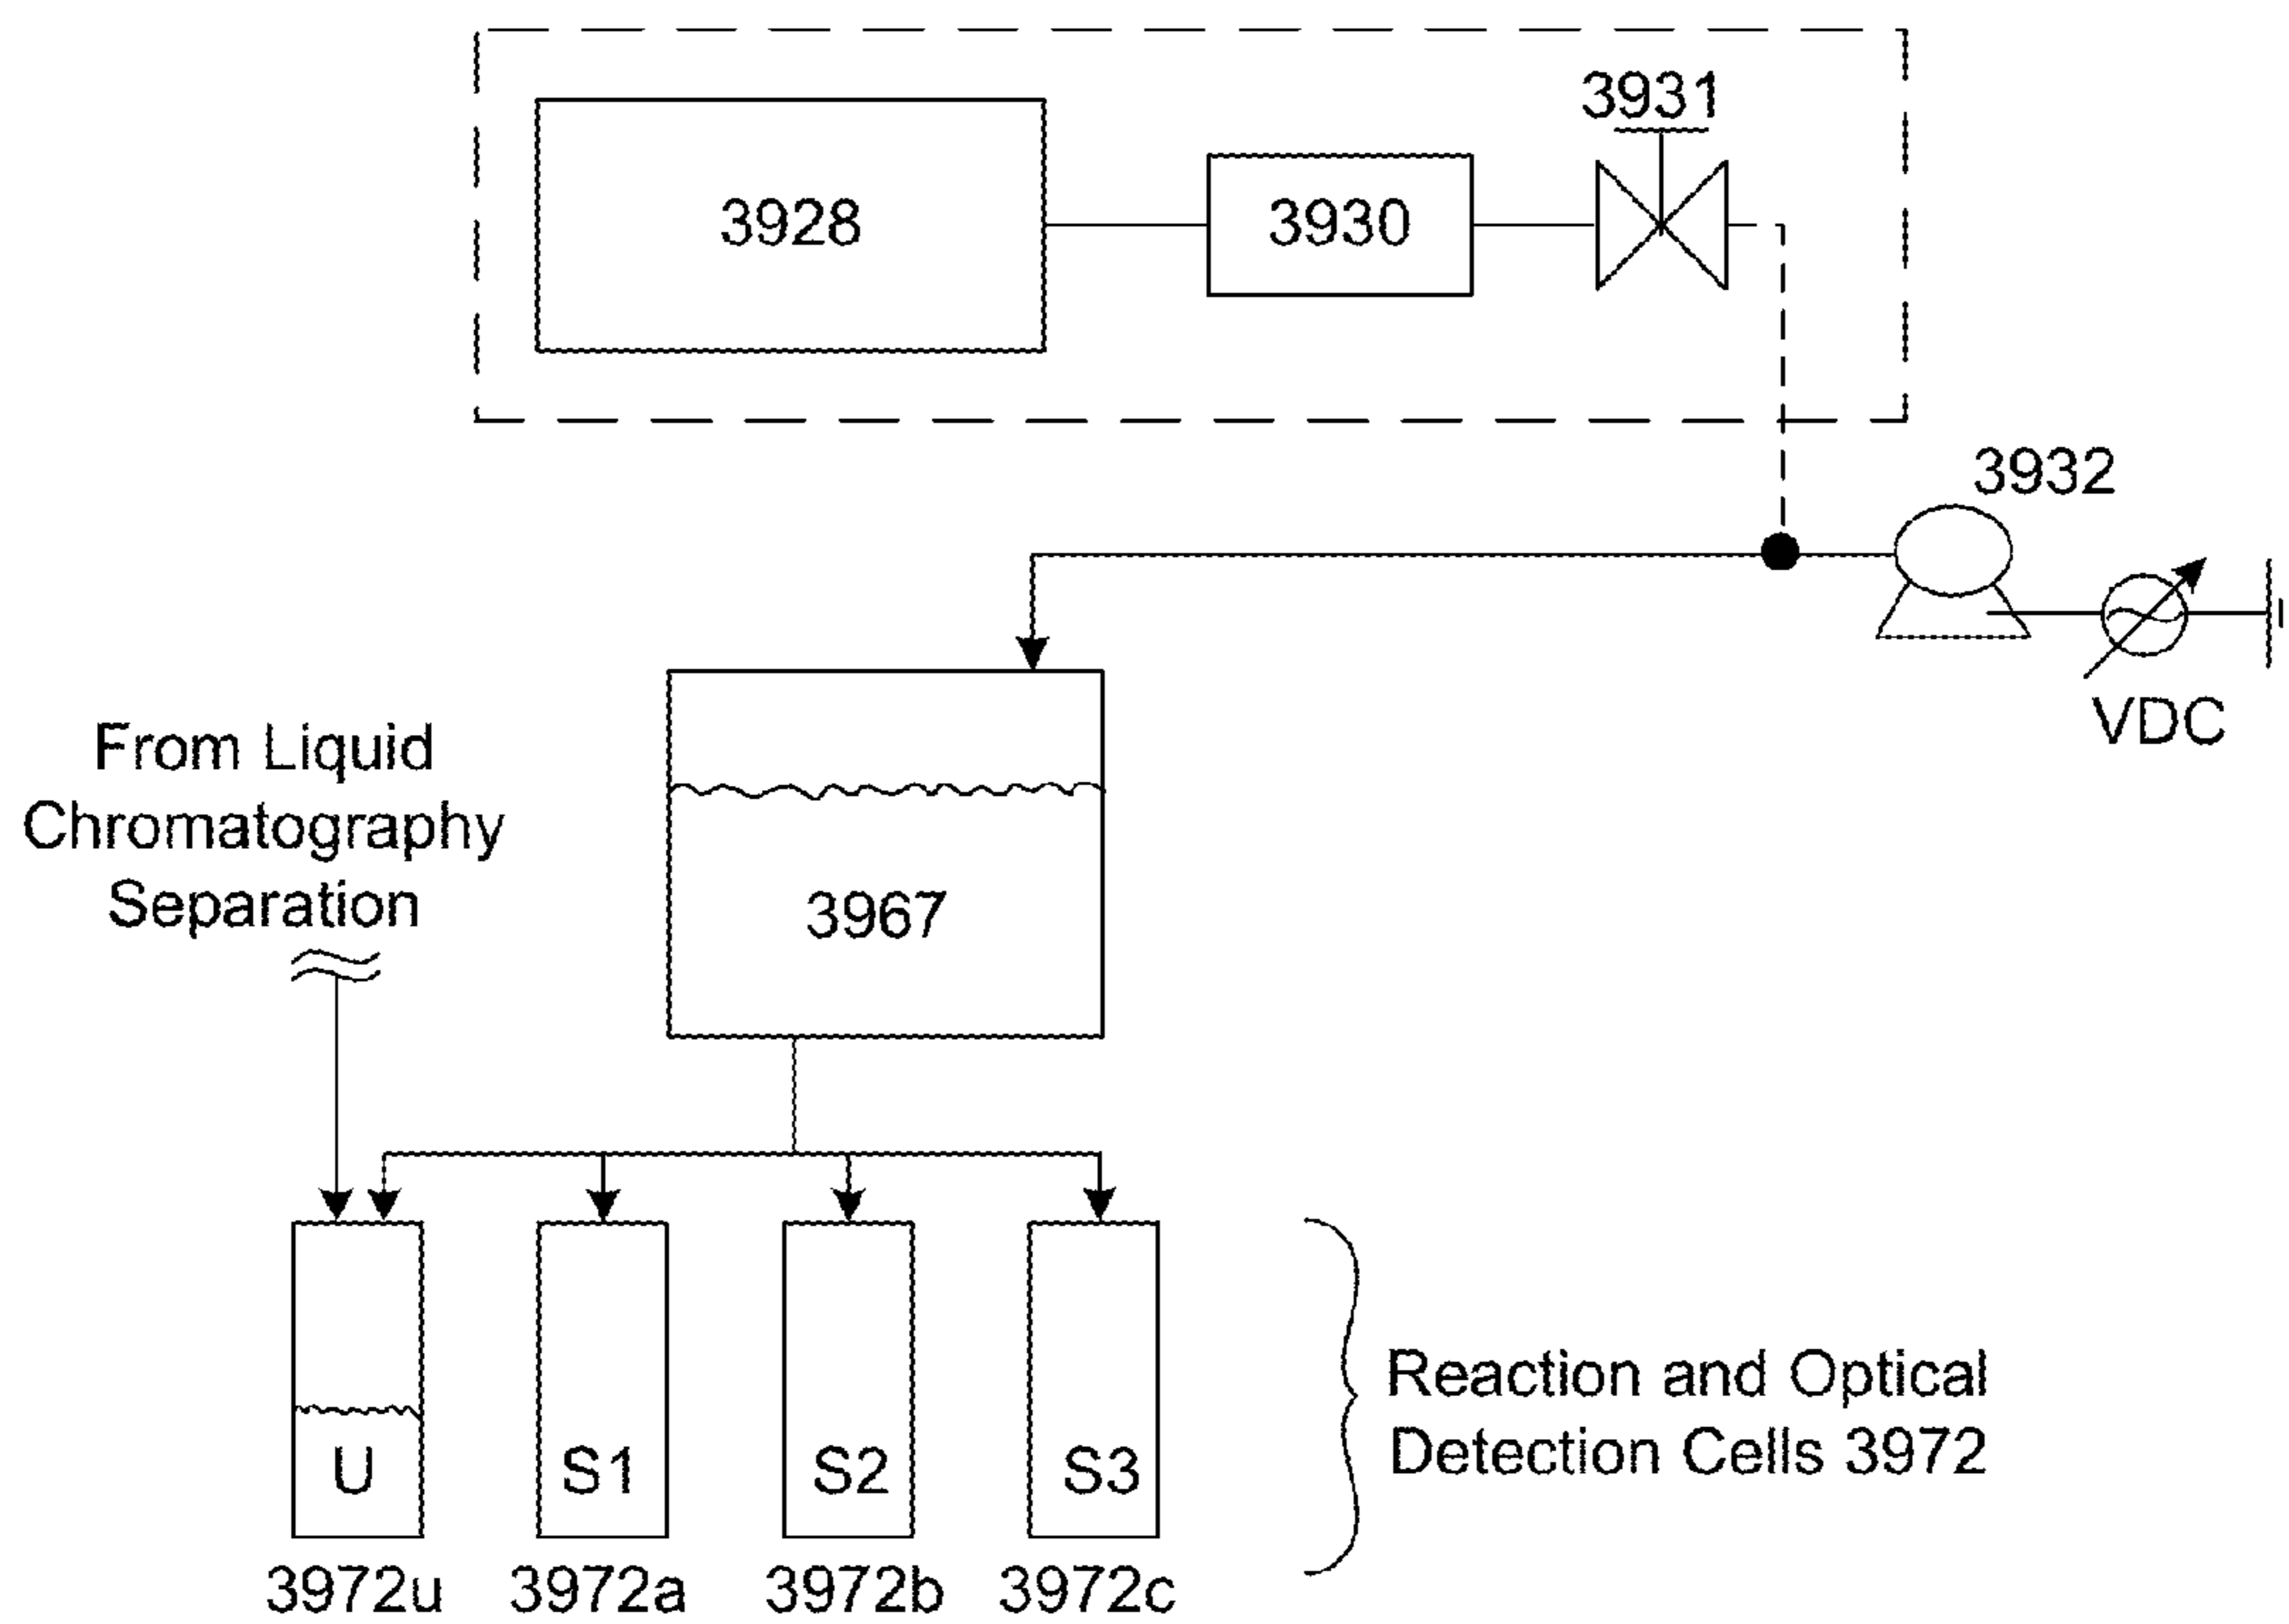 3931
3928
3930
3932
VDC
From Liquid
Chromatography
Separation
3967
Reaction and Optical
Detection Cells 3972
U
S1
S2
S3
3972u
3972a
3972b
3972c